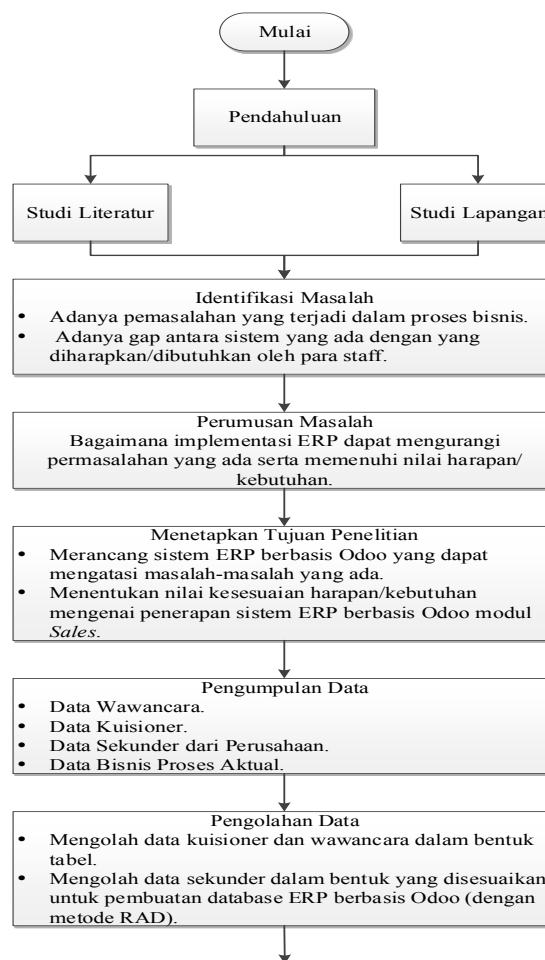 Mulai
Pendahuluan
Studi Literatur
Studi Lapangan
Identifikasi Masalah
• Adanya pemasalahan yang terjadi dalam proses bisnis.
• Adanya gap antara sistem yang ada dengan yang
diharapkan/dibutuhkan oleh para staff.
Perumusan Masalah
Bagaimana implementasi ERP dapat mengurangi
permasalahan yang ada serta memenuhi nilai harapan/
kebutuhan.
Menetapkan Tujuan Penelitian
• Merancang sistem ERP berbasis Odoo yang dapat
mengatasi masalah-masalah yang ada.
• Menentukan nilai kesesuaian harapan/kebutuhan
mengenai penerapan sistem ERP berbasis Odoo modul
Sales.
Pengumpulan Data
• Data Wawancara.
• Data Kuisioner.
• Data Sekunder dari Perusahaan.
• Data Bisnis Proses Aktual.
Pengolahan Data
• Mengolah data kuisioner dan wawancara dalam bentuk
tabel.
• Mengolah data sekunder dalam bentuk yang disesuaikan
untuk pembuatan database ERP berbasis Odoo (dengan
metode RAD).